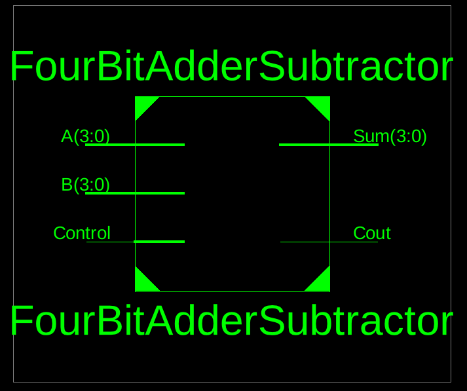 FourBitAdderSubtractor
A(3:0)
Sum(3:0)
B(3:0)
Control
Cout
FourBitAdderSubtractor